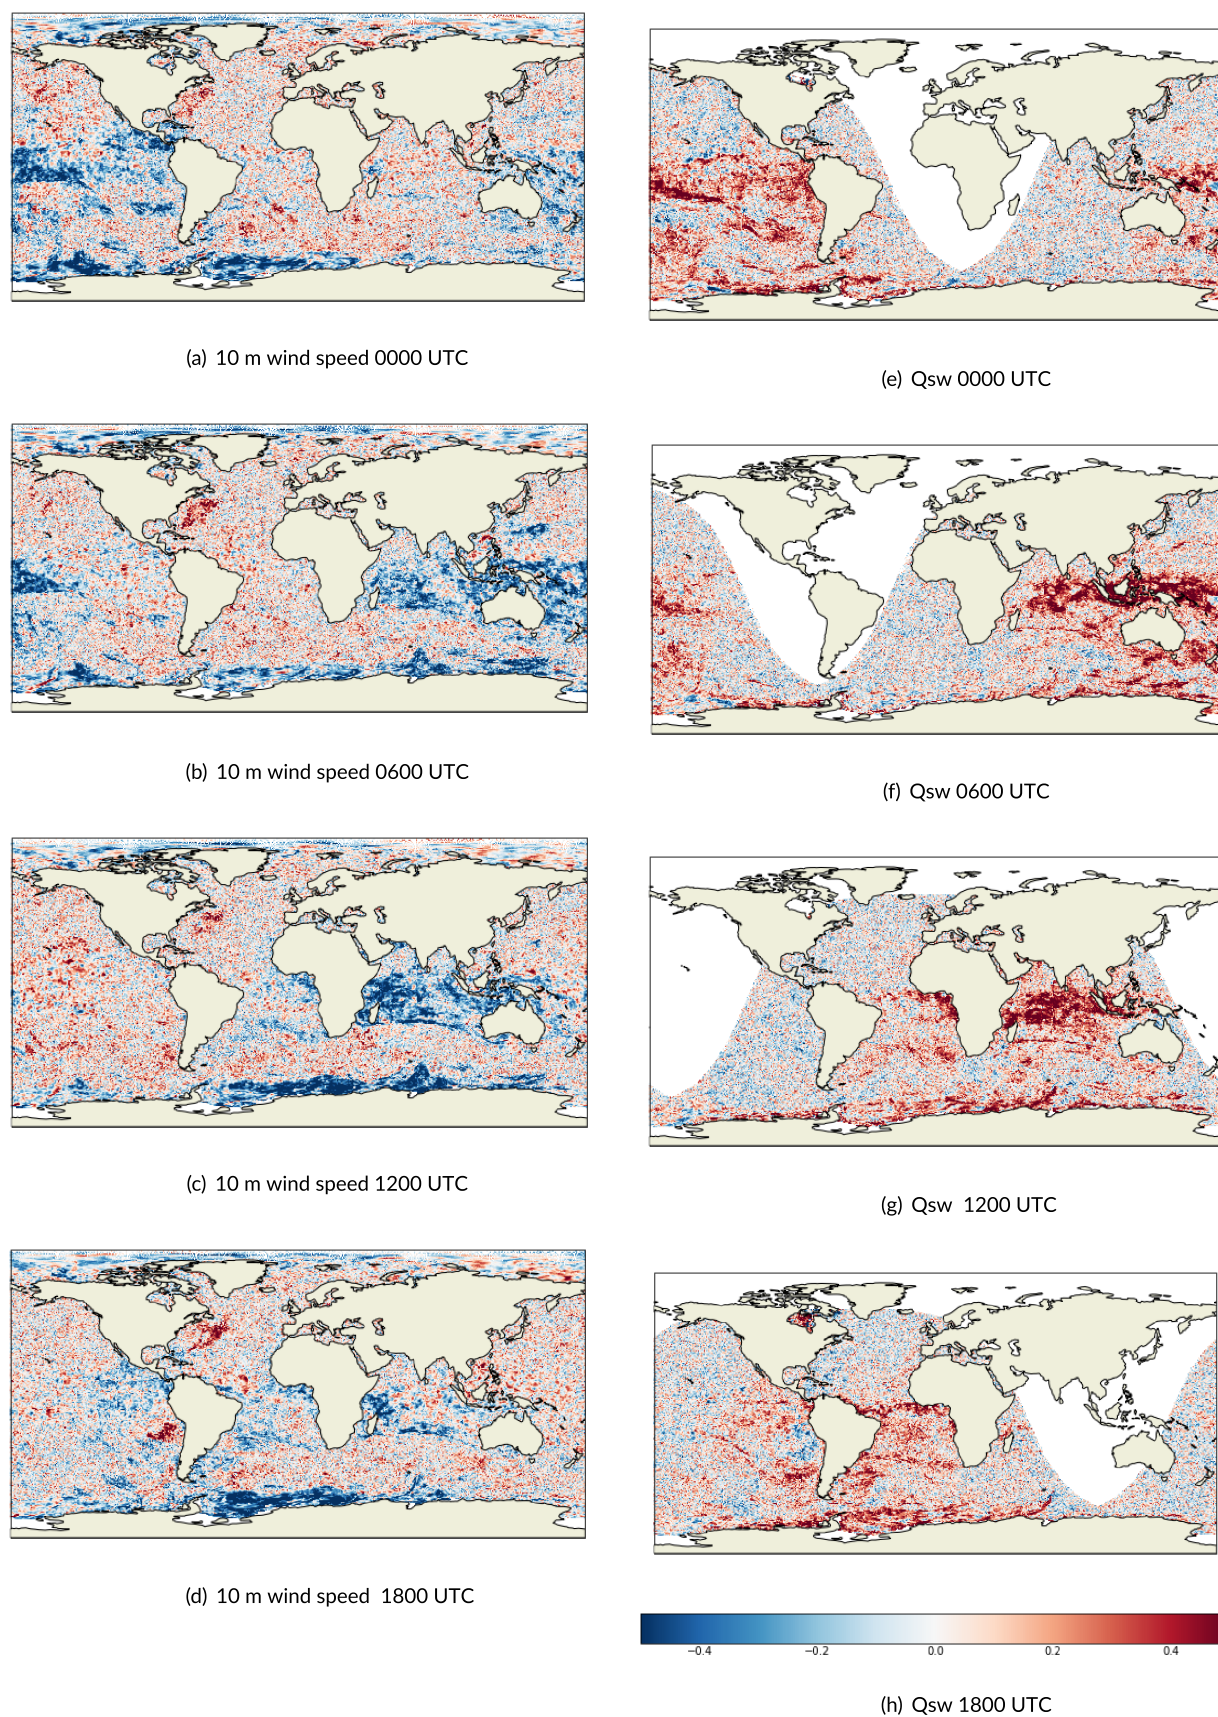 (a) 10 m wind speed 0000 UTC
(e) Qsw 0000 UTC
(b) 10 m wind speed 0600 UTC
(f) Qsw 0600 UTC
(c) 10 m wind speed 1200 UTC
(g) Qsw 1200 UTC
(d) 10 m wind speed 1800 UTC
−0.4 −0.2 0.0 0.2 0.4
(h) Qsw 1800 UTC